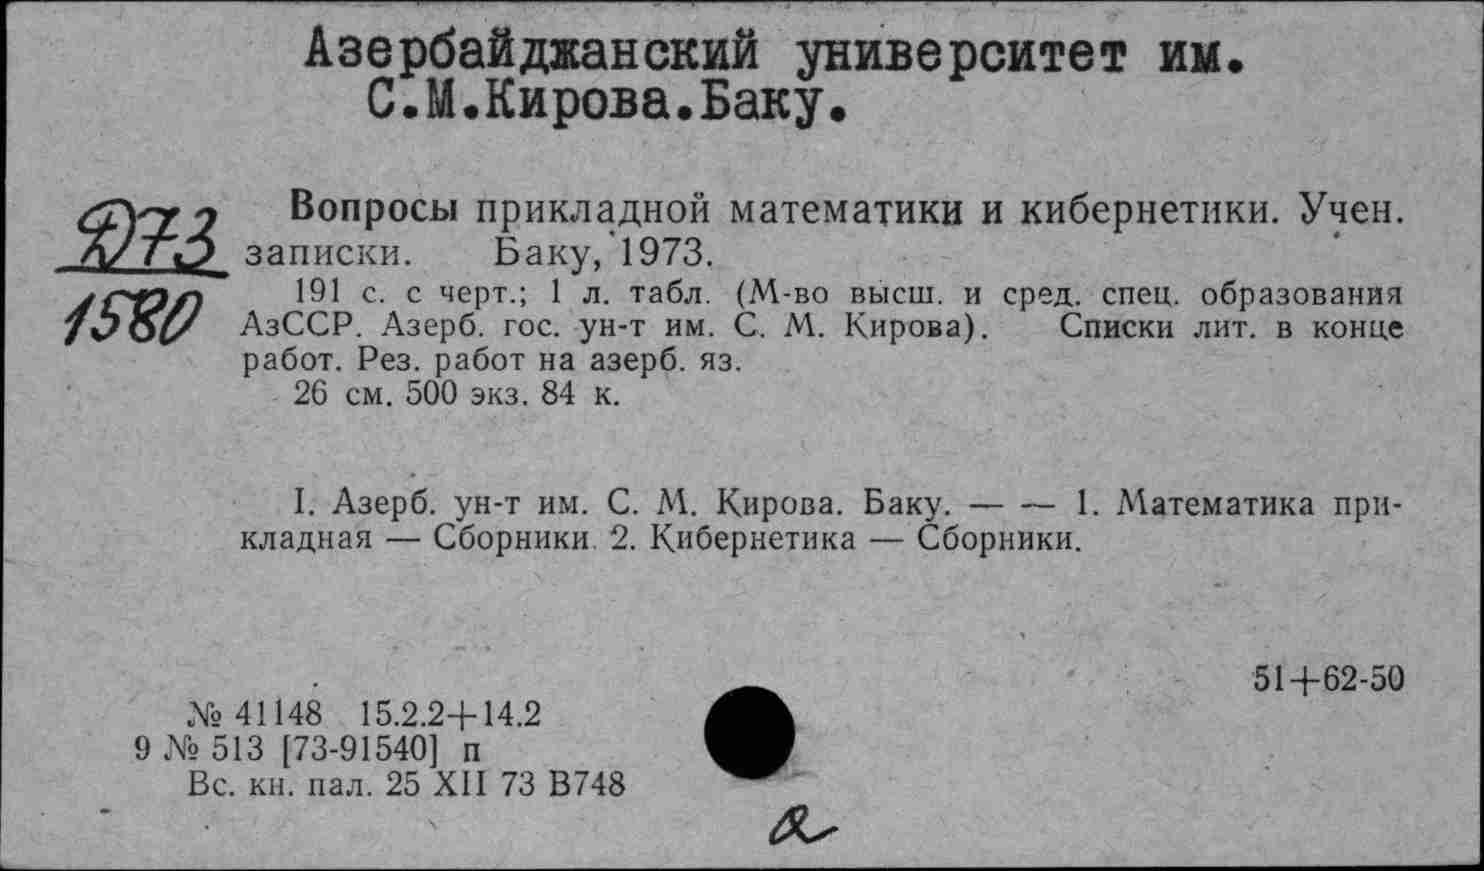 Азербайджанский университет им.
С.М.Кирова.Баку.
Вопросы прикладной математики и кибернетики. Учен.
записки. Баку, 1973.
191 с. с черт.; 1 л. табл. (М-во высш. и сред. спец. образования
АзССР. Азерб. гос. ун-т им. С. М. Кирова). Списки лит. в конце
работ. Рез. работ на азерб. яз.
26 см. 500 экз. 84 к.
1580
I. Азерб. ун-т им. С. М. Кирова. Баку. — — 1. Математика при-
кладная — Сборники. 2. Кибернетика — Сборники.
51+62-50
№ 41148 15.2.2+14.2
9 № 513 [73-91540] п
Вс. кн. пал. 25 XII 73 В748